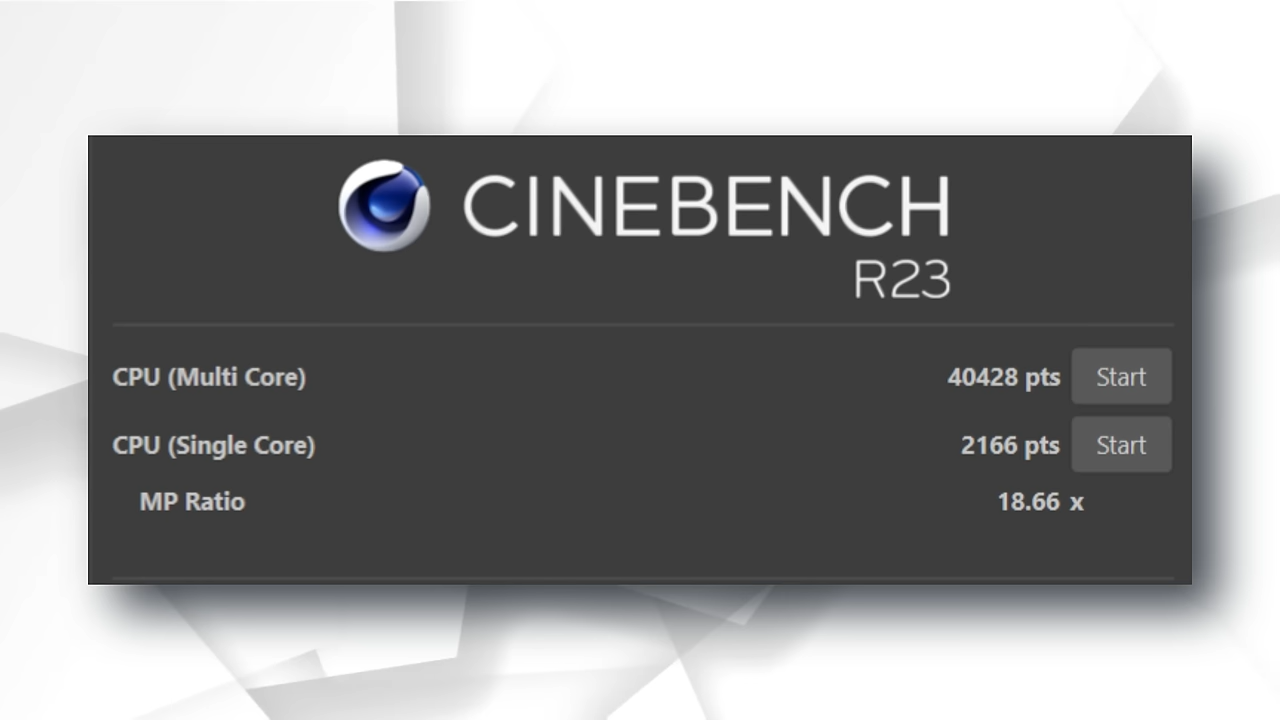 CINEBENCH
R23
CPU (Multi Core) 40428 pts Start
CPU (Single Core) 2166 pts Start
MP Ratio 18.66 x